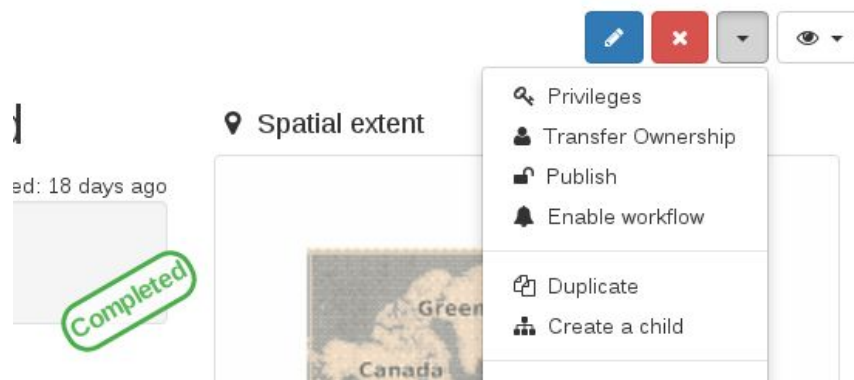 Privileges
Spatial extent
Transfer Ownership
ed: 18 days ago
Publish
Enable workflow
Completed
Duplicate
Green
Create a child
Canada